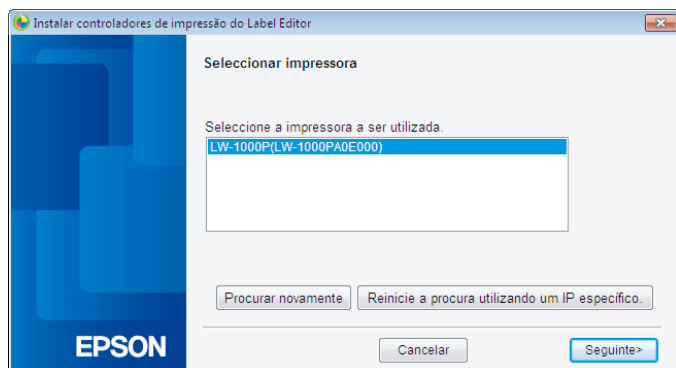 Instalar controladores de impressão do Label Editor
Seleccionar impressora
Seleccione a impressora a ser utilizada.
LW-1000P(LW-1000PA0E000)
Procurar novamente
Reinicie a procura utilizando um IP específico.
EPSON
Cancelar
Seguinte>